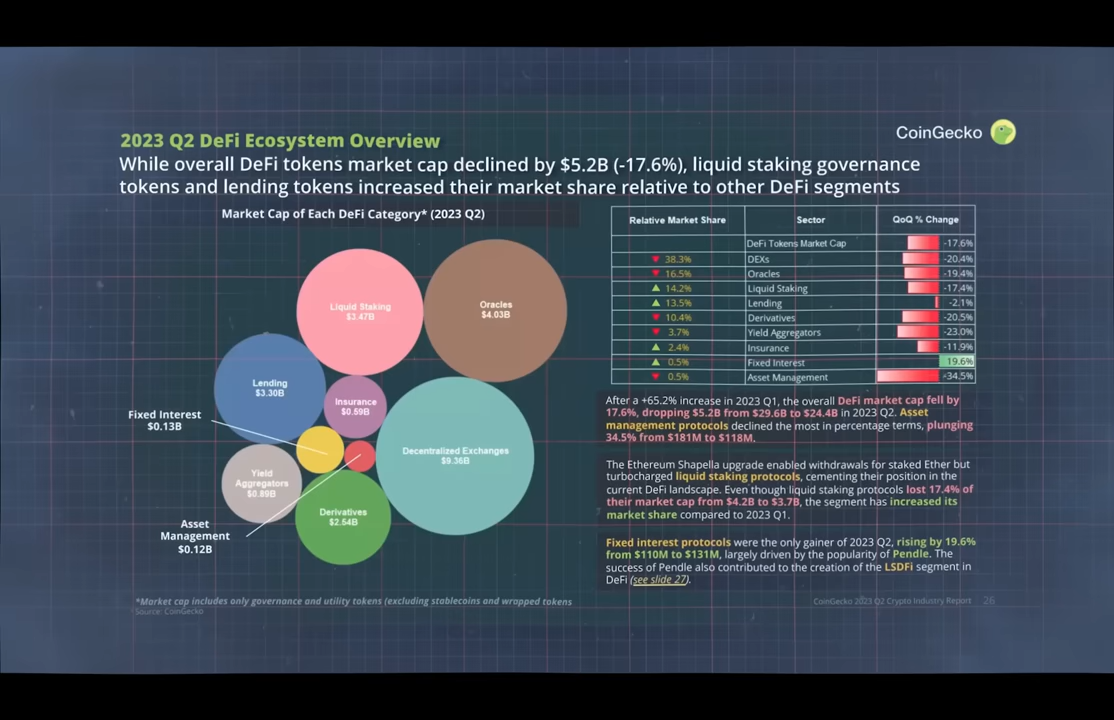 2023 Q2 DeFi Ecosystem Overview
CoinGecko
While overall DeFi tokens market cap declined by $5.2B (-17.6%), liquid staking governance
tokens and lending tokens increased their market share relative to other DeFi segments
Market Cap of Each DeFi Category* (2023 Q2)
Liquid Staking
$3.47B
Oracles
$4.03B
Lending
$3.30B
Insurance
$0.59B
Fixed Interest
$0.13B
Decentralized Exchanges
$9.36B
Yield
Aggregators
$0.89B
Derivatives
$2.54B
Asset
Management
$0.12B
*Market cap includes only governance and utility tokens (excluding stablecoins and wrapped tokens
Source: CoinGecko
Relative Market Share Sector QoQ % Change
DeFi Tokens Market Cap -17.6%
38.3% DEXs -20.4%
16.5% Oracles -19.4%
14.2% Liquid Staking -17.4%
13.5% Lending -2.1%
10.4% Derivatives -20.5%
3.7% Yield Aggregators -23.0%
2.4% Insurance -11.9%
0.5% Fixed Interest 19.6%
0.5% Asset Management -34.5%
After a +65.2% increase in 2023 Q1, the overall DeFi market cap fell by
17.6%, dropping $5.2B from $29.6B to $24.4B in 2023 Q2. Asset
management protocols declined the most in percentage terms, plunging
34.5% from $181M to $118M.
The Ethereum Shapella upgrade enabled withdrawals for staked Ether but
turbocharged liquid staking protocols, cementing their position in the
current DeFi landscape. Even though liquid staking protocols lost 17.4% of
their market cap from $4.2B to $3.7B, the segment has increased its
market share compared to 2023 Q1.
Fixed interest protocols were the only gainer of 2023 Q2, rising by 19.6%
from $110M to $131M, largely driven by the popularity of Pendle. The
success of Pendle also contributed to the creation of the LSDFi segment in
DeFi (see slide 27).
CoinGecko 2023 Q2 Crypto Industry Report 26